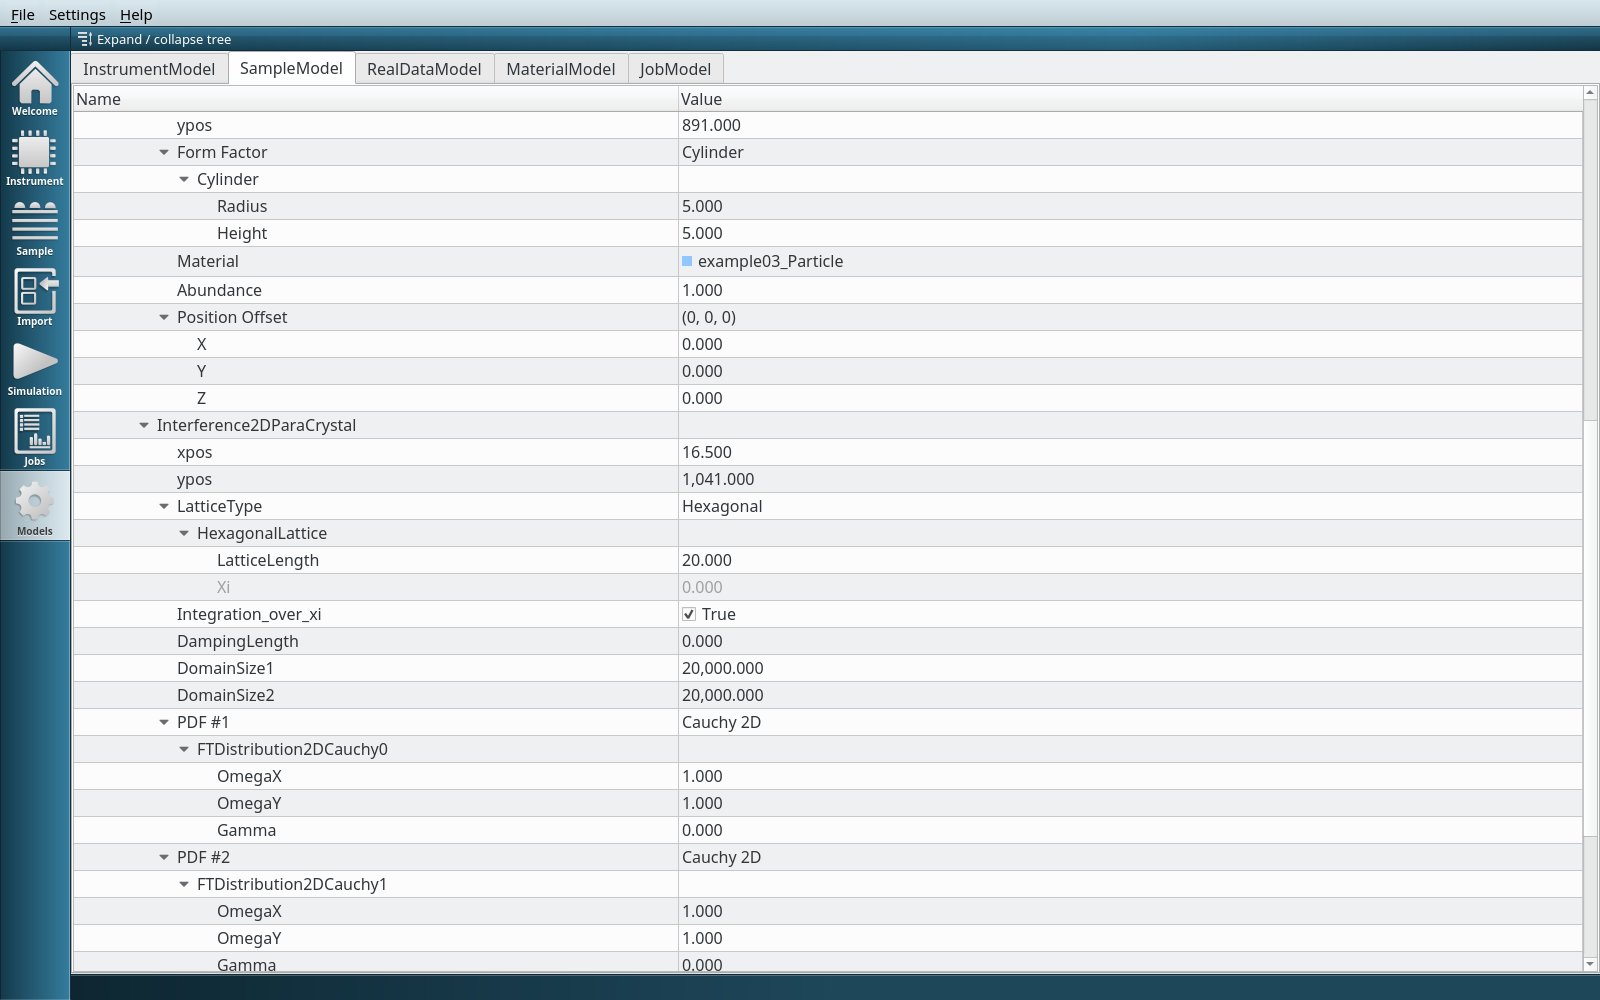 File Settings Help
Expand / collapse tree
Welcome
Instrument
Sample
Import
Simulation
Jobs
Models
InstrumentModel SampleModel RealDataModel MaterialModel JobModel
Name Value
ypos 891.000
Form Factor Cylinder
Cylinder
Radius 5.000
Height 5.000
Material example03_Particle
Abundance 1.000
Position Offset (0, 0, 0)
X 0.000
Y 0.000
Z 0.000
Interference2DParaCrystal
xpos 16.500
ypos 1,041.000
LatticeType Hexagonal
HexagonalLattice
LatticeLength 20.000
Xi 0.000
Integration_over_xi True
DampingLength 0.000
DomainSize1 20,000.000
DomainSize2 20,000.000
PDF #1 Cauchy 2D
FTDistribution2DCauchy0
OmegaX 1.000
OmegaY 1.000
Gamma 0.000
PDF #2 Cauchy 2D
FTDistribution2DCauchy1
OmegaX 1.000
OmegaY 1.000
Gamma 0.000